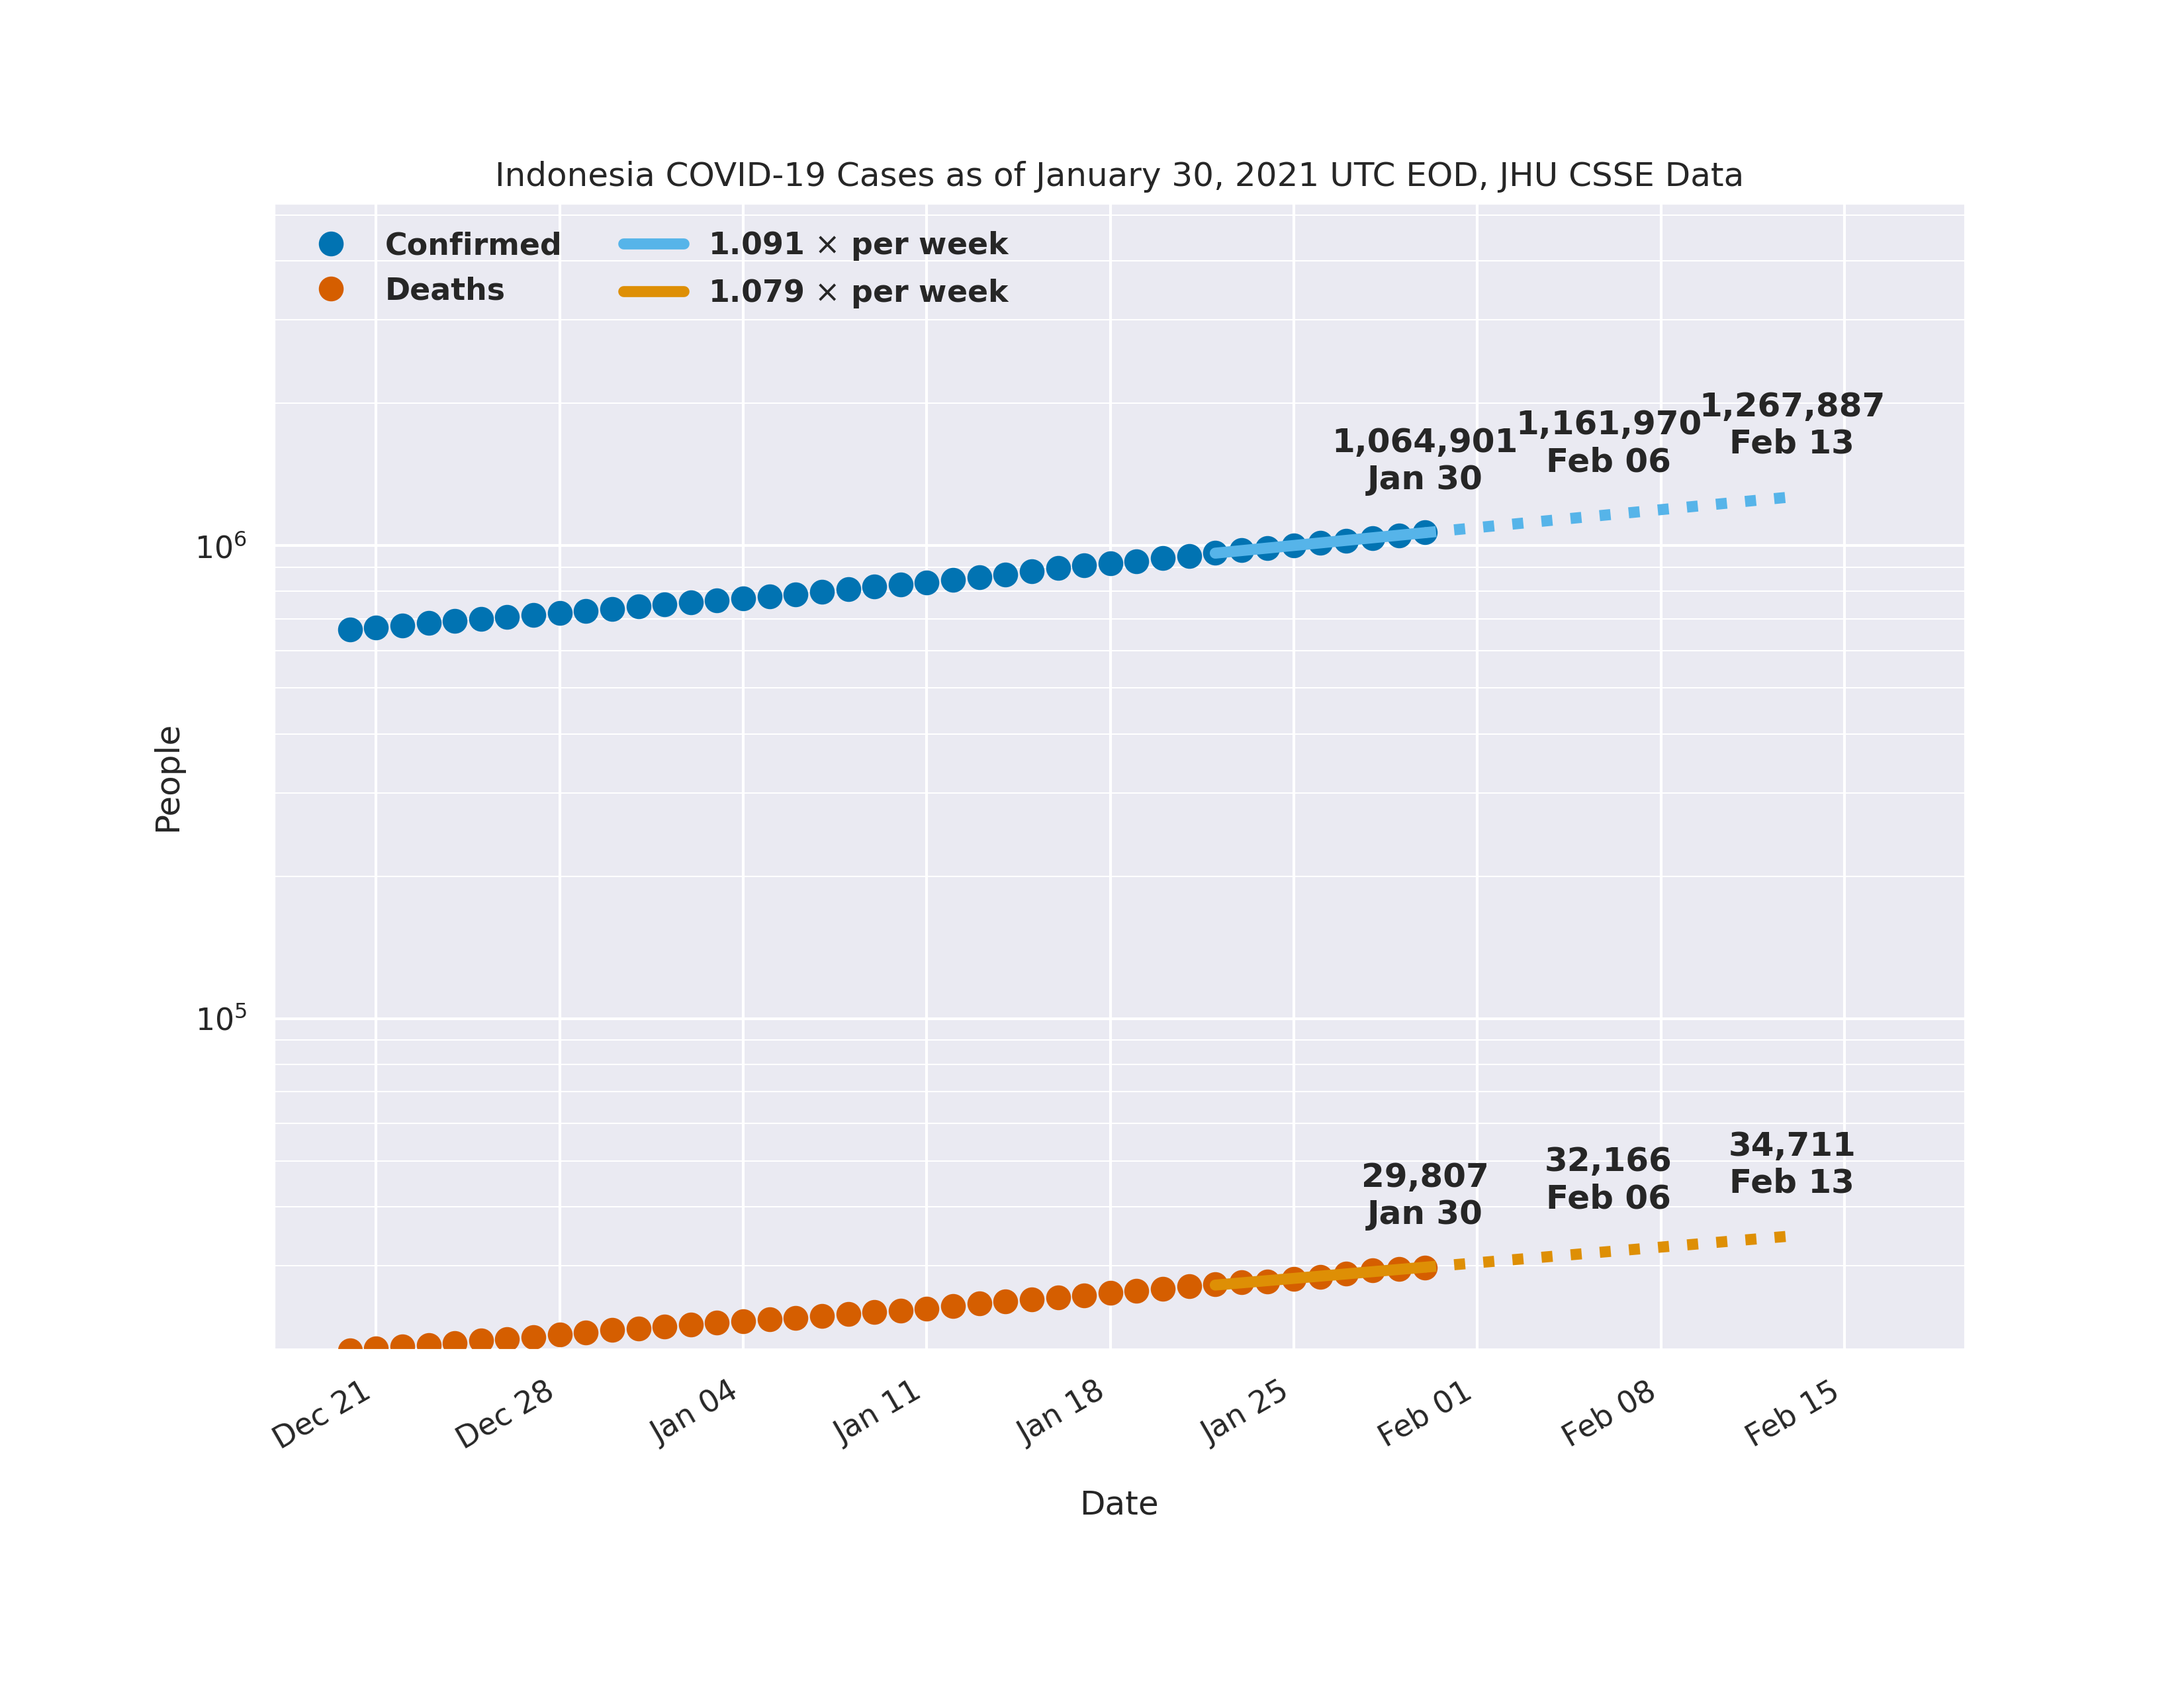 Indonesia COVID-19 Cases as of January 30, 2021 UTC EOD, JHU CSSE Data
Confirmed
Deaths
1.091 × per week
1.079 × per week
1,064,901
Jan 30
1,161,970
Feb 06
1,267,887
Feb 13
29,807
Jan 30
32,166
Feb 06
34,711
Feb 13
People
10⁶
10⁵
Dec 21
Dec 28
Jan 04
Jan 11
Jan 18
Jan 25
Feb 01
Feb 08
Feb 15
Date